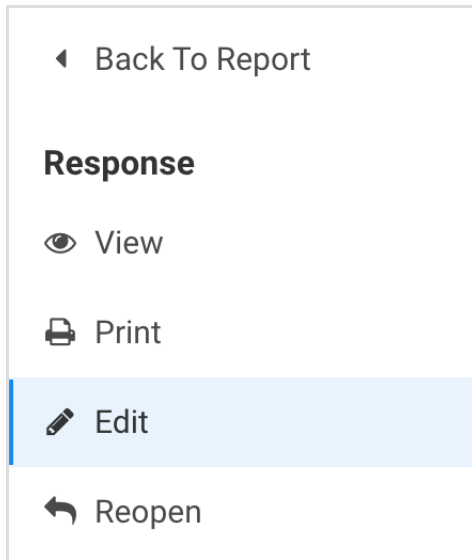 Back To Report
Response
View
Print
Edit
Reopen